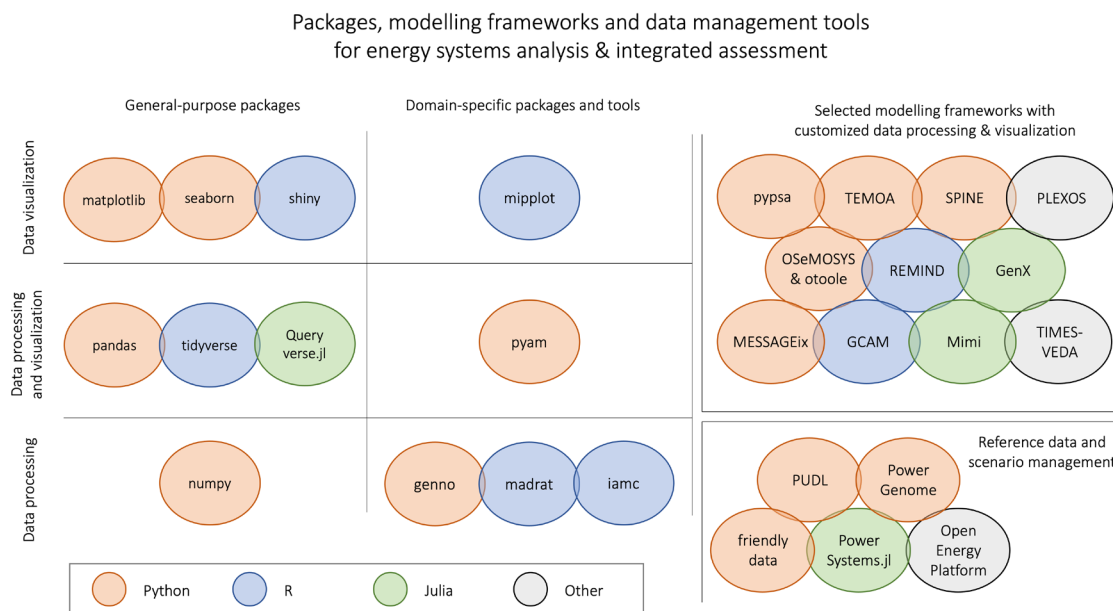 Packages, modelling frameworks and data management tools
for energy systems analysis & integrated assessment
General-purpose packages
Domain-specific packages and tools
Selected modelling frameworks with
customized data processing & visualization
Data visualization
matplotlib
seaborn
shiny
mipplot
pypsa
TEMOA
SPINE
PLEXOS
OSeMOSYS
& otoole
REMIND
GenX
Data processing
and visualization
pandas
tidyverse
Query
verse.jl
pyam
MESSAGEix
GCAM
Mimi
TIMES-
VEDA
Data processing
numpy
genno
madrat
iamc
Reference data and
scenario management
PUDL
Power
Genome
friendly
data
Power
Systems.jl
Open
Energy
Platform
Python
R
Julia
Other